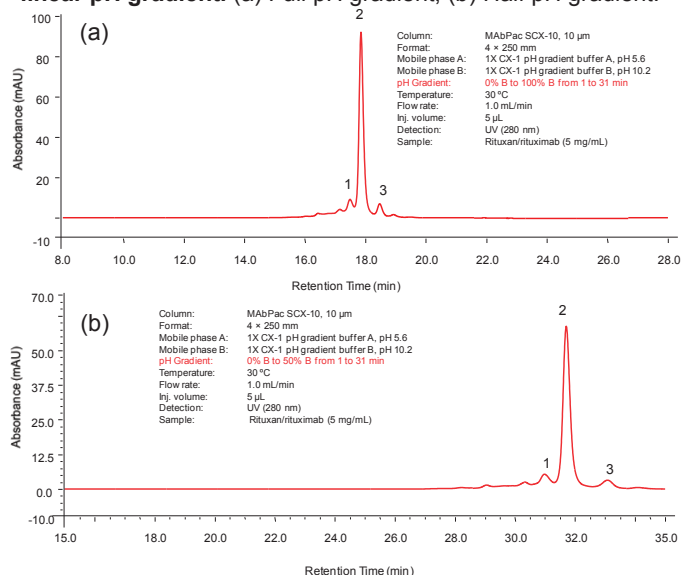 linear pH gradient. (a) Full pH gradient; (b) Half pH gradient.
(a)
2
1
3
Column: MAbPac SCX-10, 10 µm
Format: 4 × 250 mm
Mobile phase A: 1X CX-1 pH gradient buffer A, pH 5.6
Mobile phase B: 1X CX-1 pH gradient buffer B, pH 10.2
pH Gradient: 0% B to 100% B from 1 to 31 min
Temperature: 30 ºC
Flow rate: 1.0 mL/min
Inj. volume: 5 µL
Detection: UV (280 nm)
Sample: Rituxan/rituximab (5 mg/mL)
Absorbance (mAU)
100
80
60
40
20
0
-10
8.0 10.0 12.0 14.0 16.0 18.0 20.0 22.0 24.0 26.0 28.0
Retention Time (min)
(b)
2
1
3
Column: MAbPac SCX-10, 10 µm
Format: 4 × 250 mm
Mobile phase A: 1X CX-1 pH gradient buffer A, pH 5.6
Mobile phase B: 1X CX-1 pH gradient buffer B, pH 10.2
pH Gradient: 0% B to 50% B from 1 to 31 min
Temperature: 30 ºC
Flow rate: 1.0 mL/min
Inj. volume: 5 µL
Detection: UV (280 nm)
Sample: Rituxan/rituximab (5 mg/mL)
Absorbance (mAU)
70.0
50.0
37.5
25.0
12.5
0.0
-10.0
15.0 18.0 20.0 22.0 24.0 26.0 28.0 30.0 32.0 35.0
Retention Time (min)